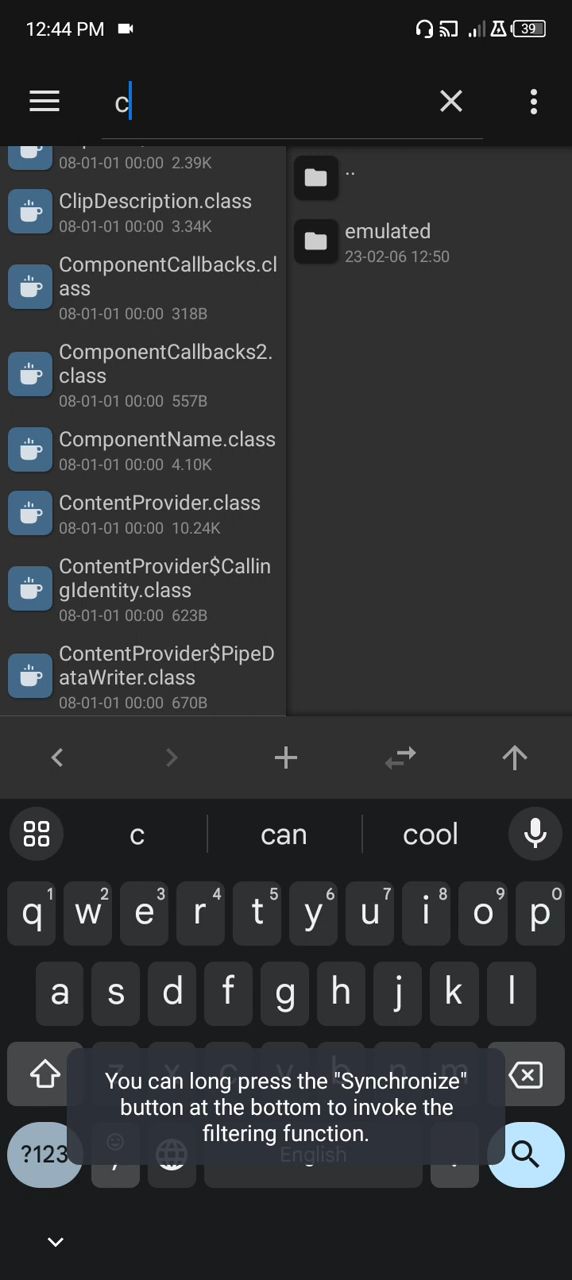 12:44 PM
39
c
08-01-01 00:00 2.39K
ClipDescription.class
08-01-01 00:00 3.34K
ComponentCallbacks.cl
ass
08-01-01 00:00 318B
ComponentCallbacks2.
class
08-01-01 00:00 557B
ComponentName.class
08-01-01 00:00 4.10K
ContentProvider.class
08-01-01 00:00 10.24K
ContentProvider$Callin
gIdentity.class
08-01-01 00:00 623B
ContentProvider$PipeD
ataWriter.class
08-01-01 00:00 670B
..
emulated
23-02-06 12:50
c can cool
1 2 3 4 5 6 7 8 9 0
q w e r t y u i o p
a s d f g h j k l
z x c v b n m
You can long press the "Synchronize"
button at the bottom to invoke the
filtering function.
?123 , English .